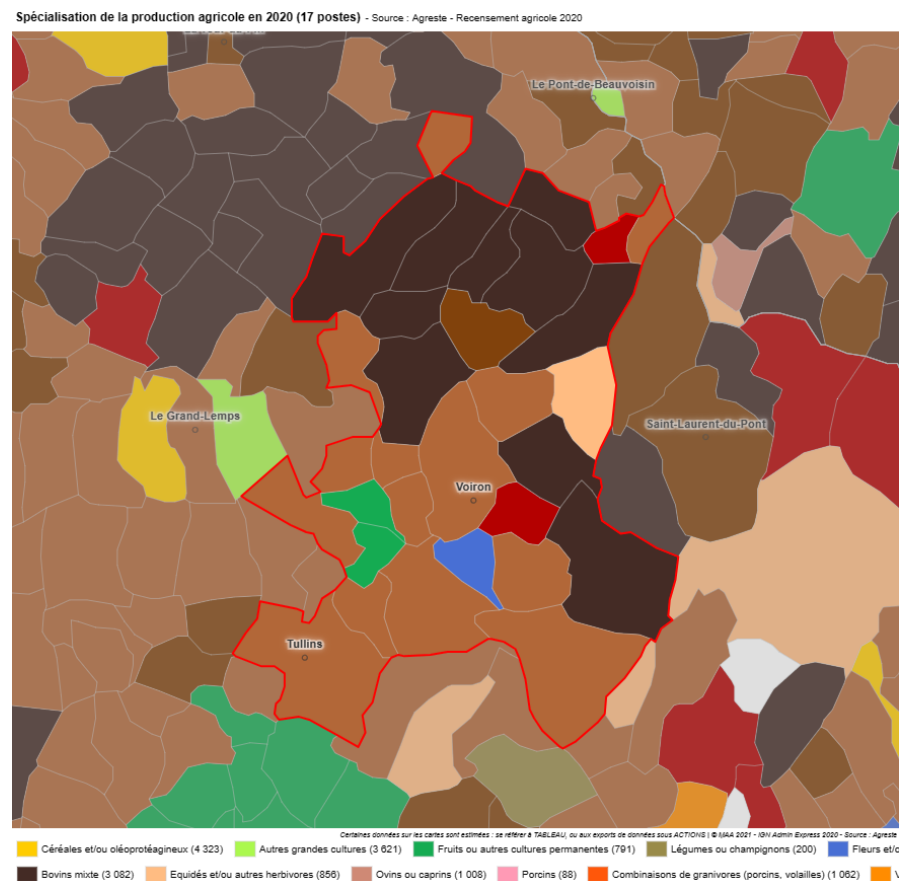 Spécialisation de la production agricole en 2020 (17 postes) - Source : Agreste - Recensement agricole 2020
Le Pont-de-Beauvoisin
Le Grand-Lemps
Saint-Laurent-du-Pont
Voiron
Tullins
Certaines données sur les cartes sont estimées : se référer à TABLEAU, ou aux exports de données sous ACTIONS | © MAA 2021 - IGN Admin Express 2020 - Source : Agreste
Céréales et/ou oléoprotéagineux (4 323) Autres grandes cultures (3 621) Fruits ou autres cultures permanentes (791) Légumes ou champignons (200) Fleurs et/o
Bovins mixte (3 082) Equidés et/ou autres herbivores (856) Ovins ou caprins (1 008) Porcins (88) Combinaisons de granivores (porcins, volailles) (1 062) V